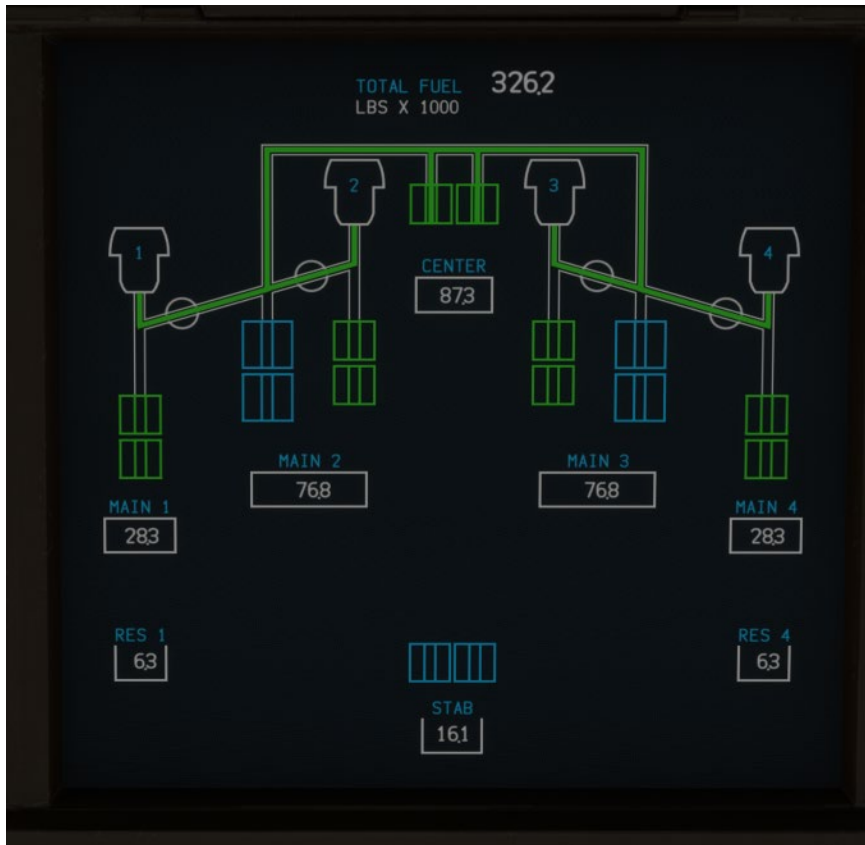 TOTAL FUEL 326.2
LBS X 1000
2 3
1 4
CENTER
87.3
MAIN 2 MAIN 3
76.8 76.8
MAIN 1 MAIN 4
28.3 28.3
RES 1 RES 4
6.3 6.3
STAB
16.1